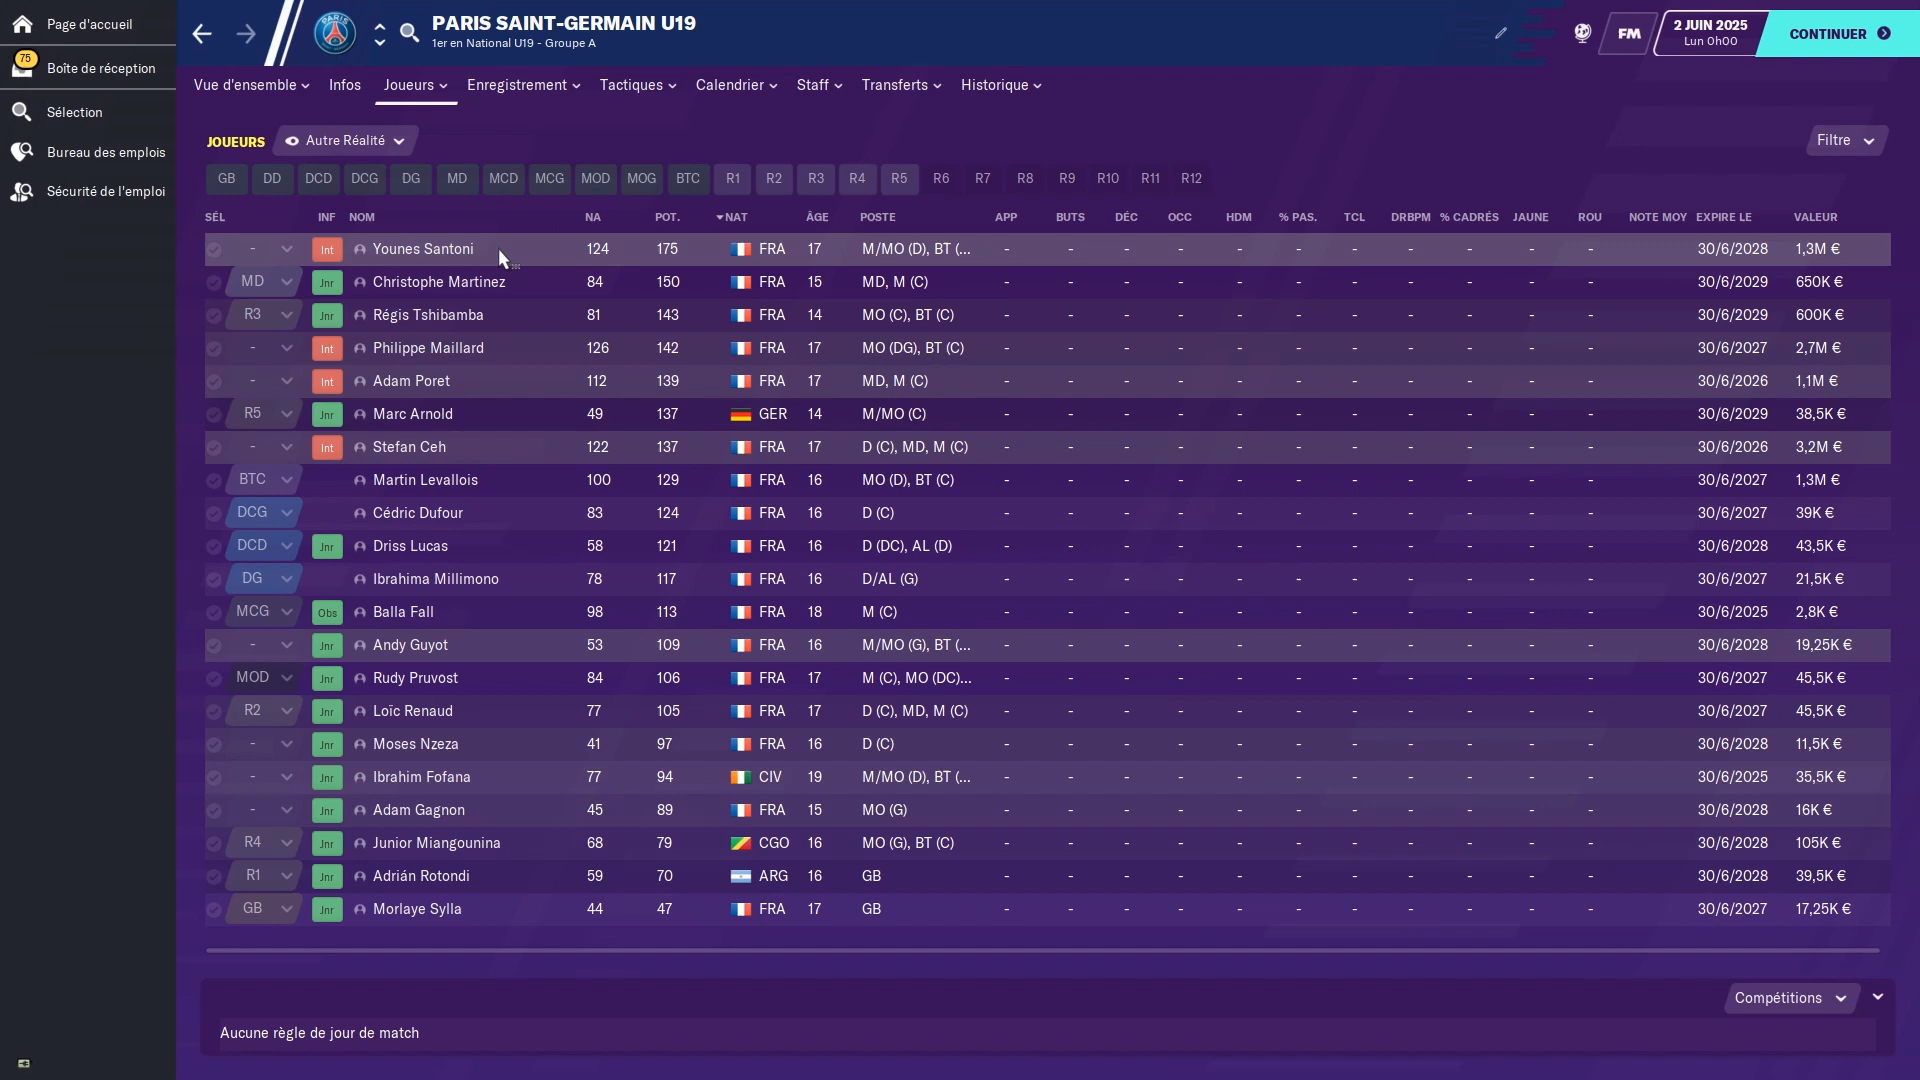 Page d'accueil
75
Boîte de réception
Sélection
Bureau des emplois
Sécurité de l'emploi
PARIS SAINT-GERMAIN U19
1er en National U19 - Groupe A
FM
2 JUIN 2025
Lun 0h00
CONTINUER
Vue d'ensemble Infos Joueurs Enregistrement Tactiques Calendrier Staff Transferts Historique
JOUEURS Autre Réalité Filtre
GB DD DCD DCG DG MD MCD MCG MOD MOG BTC R1 R2 R3 R4 R5 R6 R7 R8 R9 R10 R11 R12
SÉL INF NOM NA POT. NAT ÂGE POSTE APP BUTS DÉC OCC HDM % PAS. TCL DRBPM % CADRÉS JAUNE ROU NOTE MOY EXPIRE LE VALEUR
- Int Younes Santoni 124 175 FRA 17 M/MO (D), BT (... - - - - - - - - - - - 30/6/2028 1,3M €
MD Jnr Christophe Martinez 84 150 FRA 15 MD, M (C) - - - - - - - - - - - 30/6/2029 650K €
R3 Jnr Régis Tshibamba 81 143 FRA 14 MO (C), BT (C) - - - - - - - - - - - 30/6/2029 600K €
- Int Philippe Maillard 126 142 FRA 17 MO (DG), BT (C) - - - - - - - - - - - 30/6/2027 2,7M €
- Int Adam Poret 112 139 FRA 17 MD, M (C) - - - - - - - - - - - 30/6/2026 1,1M €
R5 Jnr Marc Arnold 49 137 GER 14 M/MO (C) - - - - - - - - - - - 30/6/2029 38,5K €
- Int Stefan Ceh 122 137 FRA 17 D (C), MD, M (C) - - - - - - - - - - - 30/6/2026 3,2M €
BTC Martin Levallois 100 129 FRA 16 MO (D), BT (C) - - - - - - - - - - - 30/6/2027 1,3M €
DCG Cédric Dufour 83 124 FRA 16 D (C) - - - - - - - - - - - 30/6/2027 39K €
DCD Jnr Driss Lucas 58 121 FRA 16 D (DC), AL (D) - - - - - - - - - - - 30/6/2028 43,5K €
DG Ibrahima Millimono 78 117 FRA 16 D/AL (G) - - - - - - - - - - - 30/6/2027 21,5K €
MCG Obs Balla Fall 98 113 FRA 18 M (C) - - - - - - - - - - - 30/6/2025 2,8K €
- Jnr Andy Guyot 53 109 FRA 16 M/MO (G), BT (... - - - - - - - - - - - 30/6/2028 19,25K €
MOD Jnr Rudy Pruvost 84 106 FRA 17 M (C), MO (DC)... - - - - - - - - - - - 30/6/2027 45,5K €
R2 Jnr Loïc Renaud 77 105 FRA 17 D (C), MD, M (C) - - - - - - - - - - - 30/6/2027 45,5K €
- Jnr Moses Nzeza 41 97 FRA 16 D (C) - - - - - - - - - - - 30/6/2028 11,5K €
- Jnr Ibrahim Fofana 77 94 CIV 19 M/MO (D), BT (... - - - - - - - - - - - 30/6/2025 35,5K €
- Jnr Adam Gagnon 45 89 FRA 15 MO (G) - - - - - - - - - - - 30/6/2028 16K €
R4 Jnr Junior Miangounina 68 79 CGO 16 MO (G), BT (C) - - - - - - - - - - - 30/6/2028 105K €
R1 Jnr Adrián Rotondi 59 70 ARG 16 GB - - - - - - - - - - - 30/6/2028 39,5K €
GB Jnr Morlaye Sylla 44 47 FRA 17 GB - - - - - - - - - - - 30/6/2027 17,25K €
Compétitions
Aucune règle de jour de match